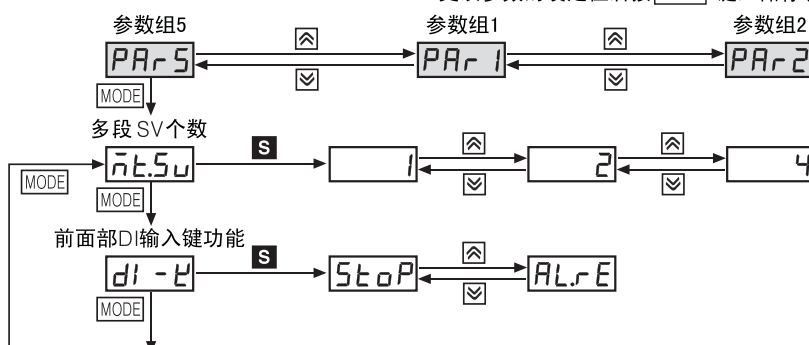 参数组5 参数组1 参数组2
PAr5 PAr1 PAr2
MODE
多段 SV个数
MODE ñt.Su S 1 2 4
MODE
前面部DI输入键功能
dI-K S StoP AL.rE
MODE